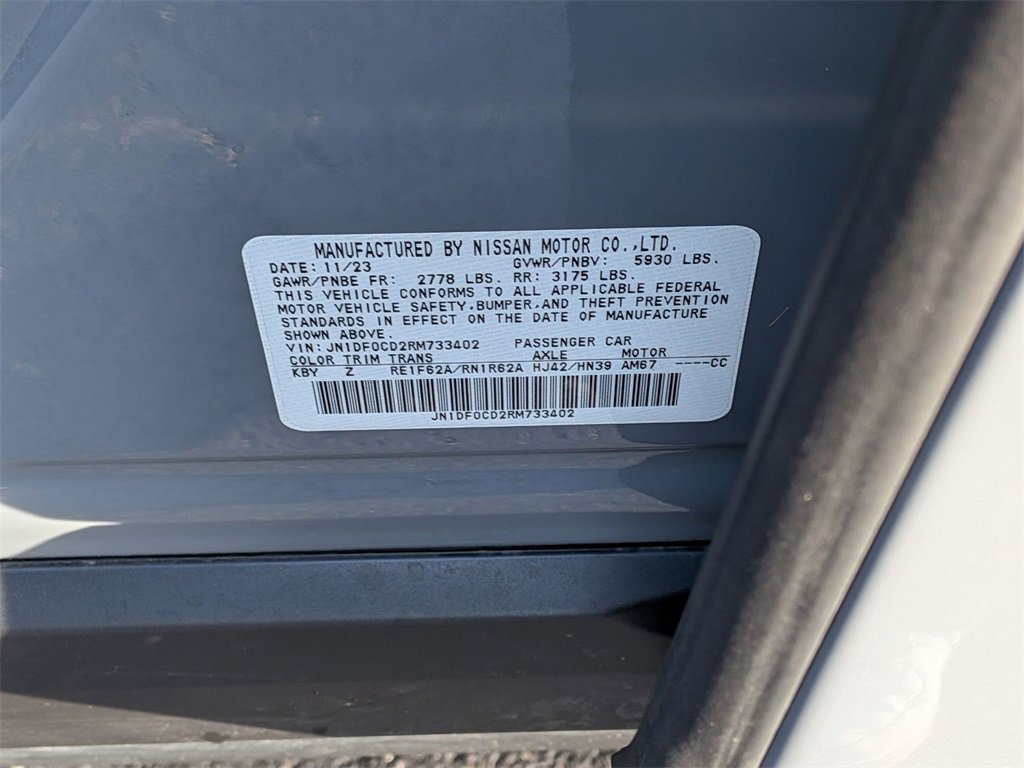 MANUFACTURED BY NISSAN MOTOR CO.,LTD.
DATE: 11/23 GVWR/PNBV: 5930 LBS.
GAWR/PNBE FR: 2778 LBS. RR: 3175 LBS.
THIS VEHICLE CONFORMS TO ALL APPLICABLE FEDERAL
MOTOR VEHICLE SAFETY,BUMPER,AND THEFT PREVENTION
STANDARDS IN EFFECT ON THE DATE OF MANUFACTURE
SHOWN ABOVE.
VIN: JN1DF0CD2RM733402 PASSENGER CAR
COLOR TRIM TRANS AXLE MOTOR
KBY Z RE1F62A/RN1R62A HJ42/HN39 AM67 ----CC
JN1DF0CD2RM733402